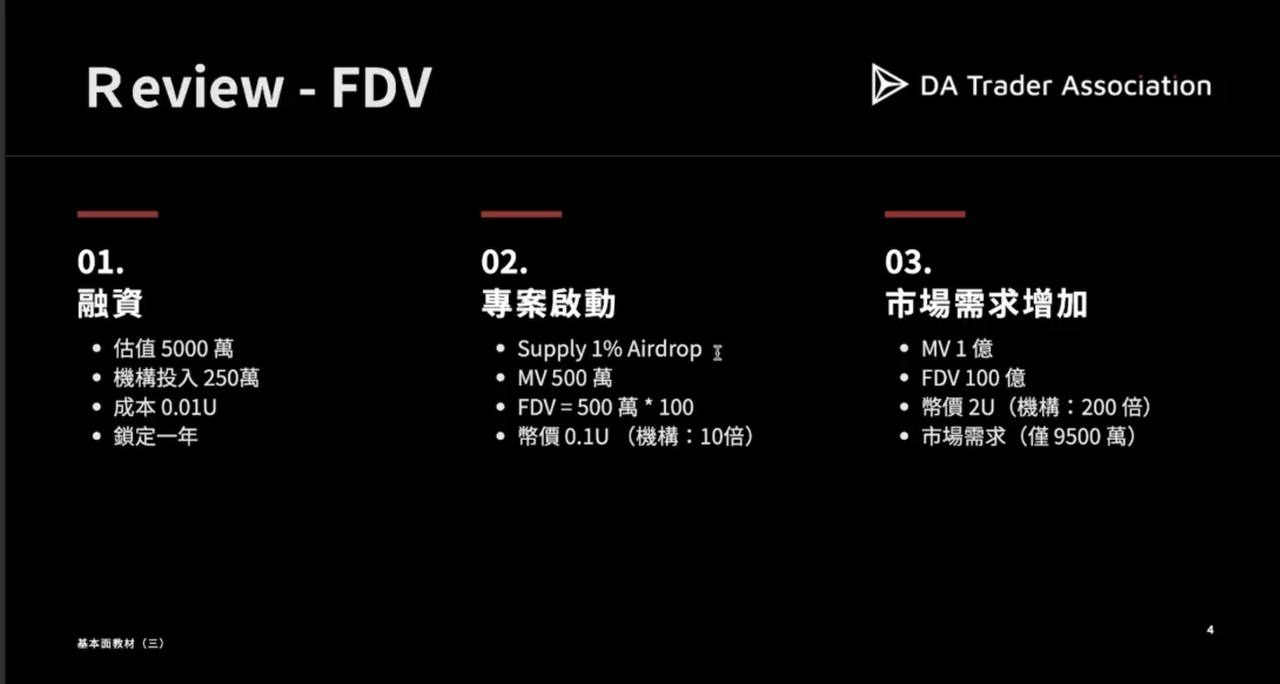 Review - FDV
DA Trader Association
01.
融資
• 估值 5000 萬
• 機構投入 250萬
• 成本 0.01U
• 鎖定一年
02.
專案啟動
• Supply 1% Airdrop
• MV 500 萬
• FDV = 500 萬 * 100
• 幣價 0.1U （機構：10倍）
03.
市場需求增加
• MV 1 億
• FDV 100 億
• 幣價 2U（機構：200 倍）
• 市場需求（僅 9500 萬）
基本面教材（三）
4